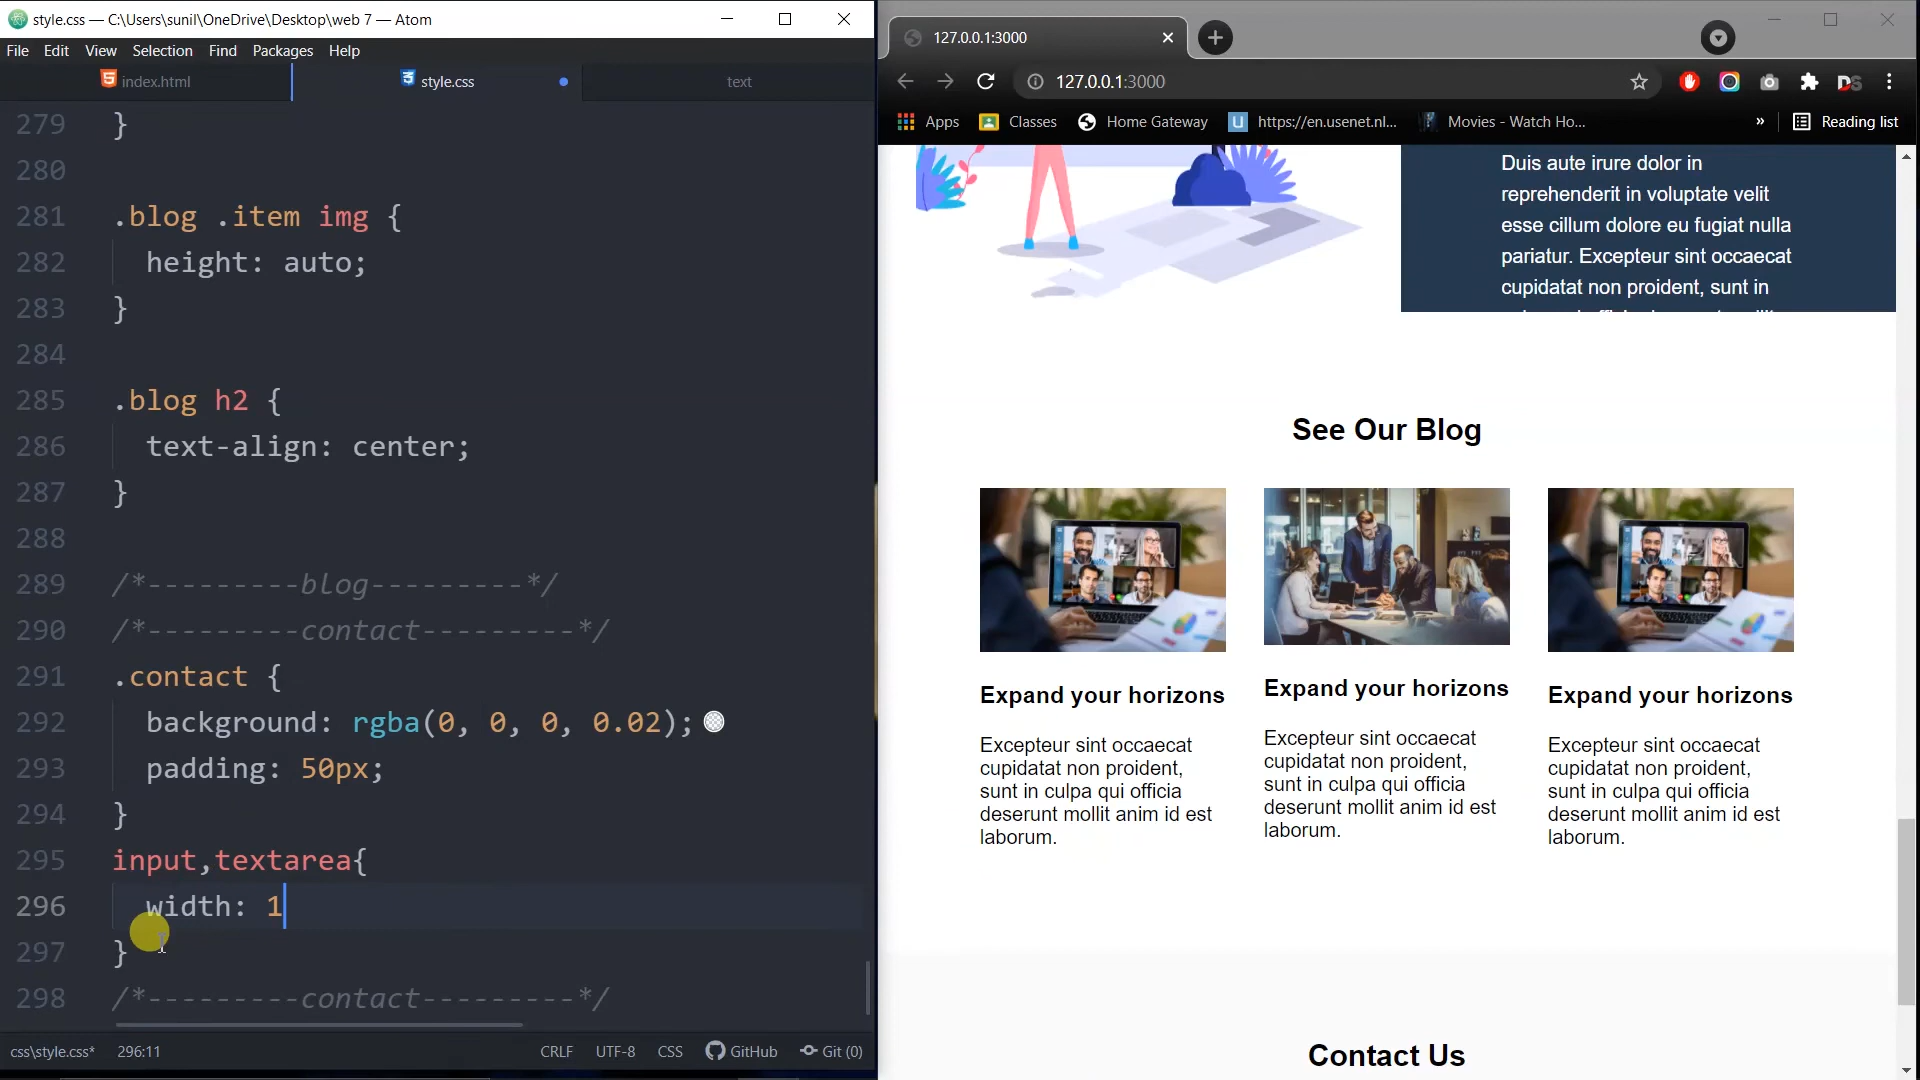 style.css — C:\Users\sunil\OneDrive\Desktop\web 7 — Atom
File Edit View Selection Find Packages Help
index.html
style.css
text
279 }
280
281 .blog .item img {
282 height: auto;
283 }
284
285 .blog h2 {
286 text-align: center;
287 }
288
289 /*---------blog---------*/
290 /*---------contact---------*/
291 .contact {
292 background: rgba(0, 0, 0, 0.02);
293 padding: 50px;
294 }
295 input,textarea{
296 width: 1
297 }
298 /*---------contact---------*/
css\style.css* 296:11 CRLF UTF-8 CSS GitHub Git (0)
127.0.0.1:3000
127.0.0.1:3000
Apps Classes Home Gateway https://en.usenet.nl... Movies - Watch Ho... » Reading list
Duis aute irure dolor in
reprehenderit in voluptate velit
esse cillum dolore eu fugiat nulla
pariatur. Excepteur sint occaecat
cupidatat non proident, sunt in
See Our Blog
Expand your horizons
Excepteur sint occaecat
cupidatat non proident,
sunt in culpa qui officia
deserunt mollit anim id est
laborum.
Expand your horizons
Excepteur sint occaecat
cupidatat non proident,
sunt in culpa qui officia
deserunt mollit anim id est
laborum.
Expand your horizons
Excepteur sint occaecat
cupidatat non proident,
sunt in culpa qui officia
deserunt mollit anim id est
laborum.
Contact Us